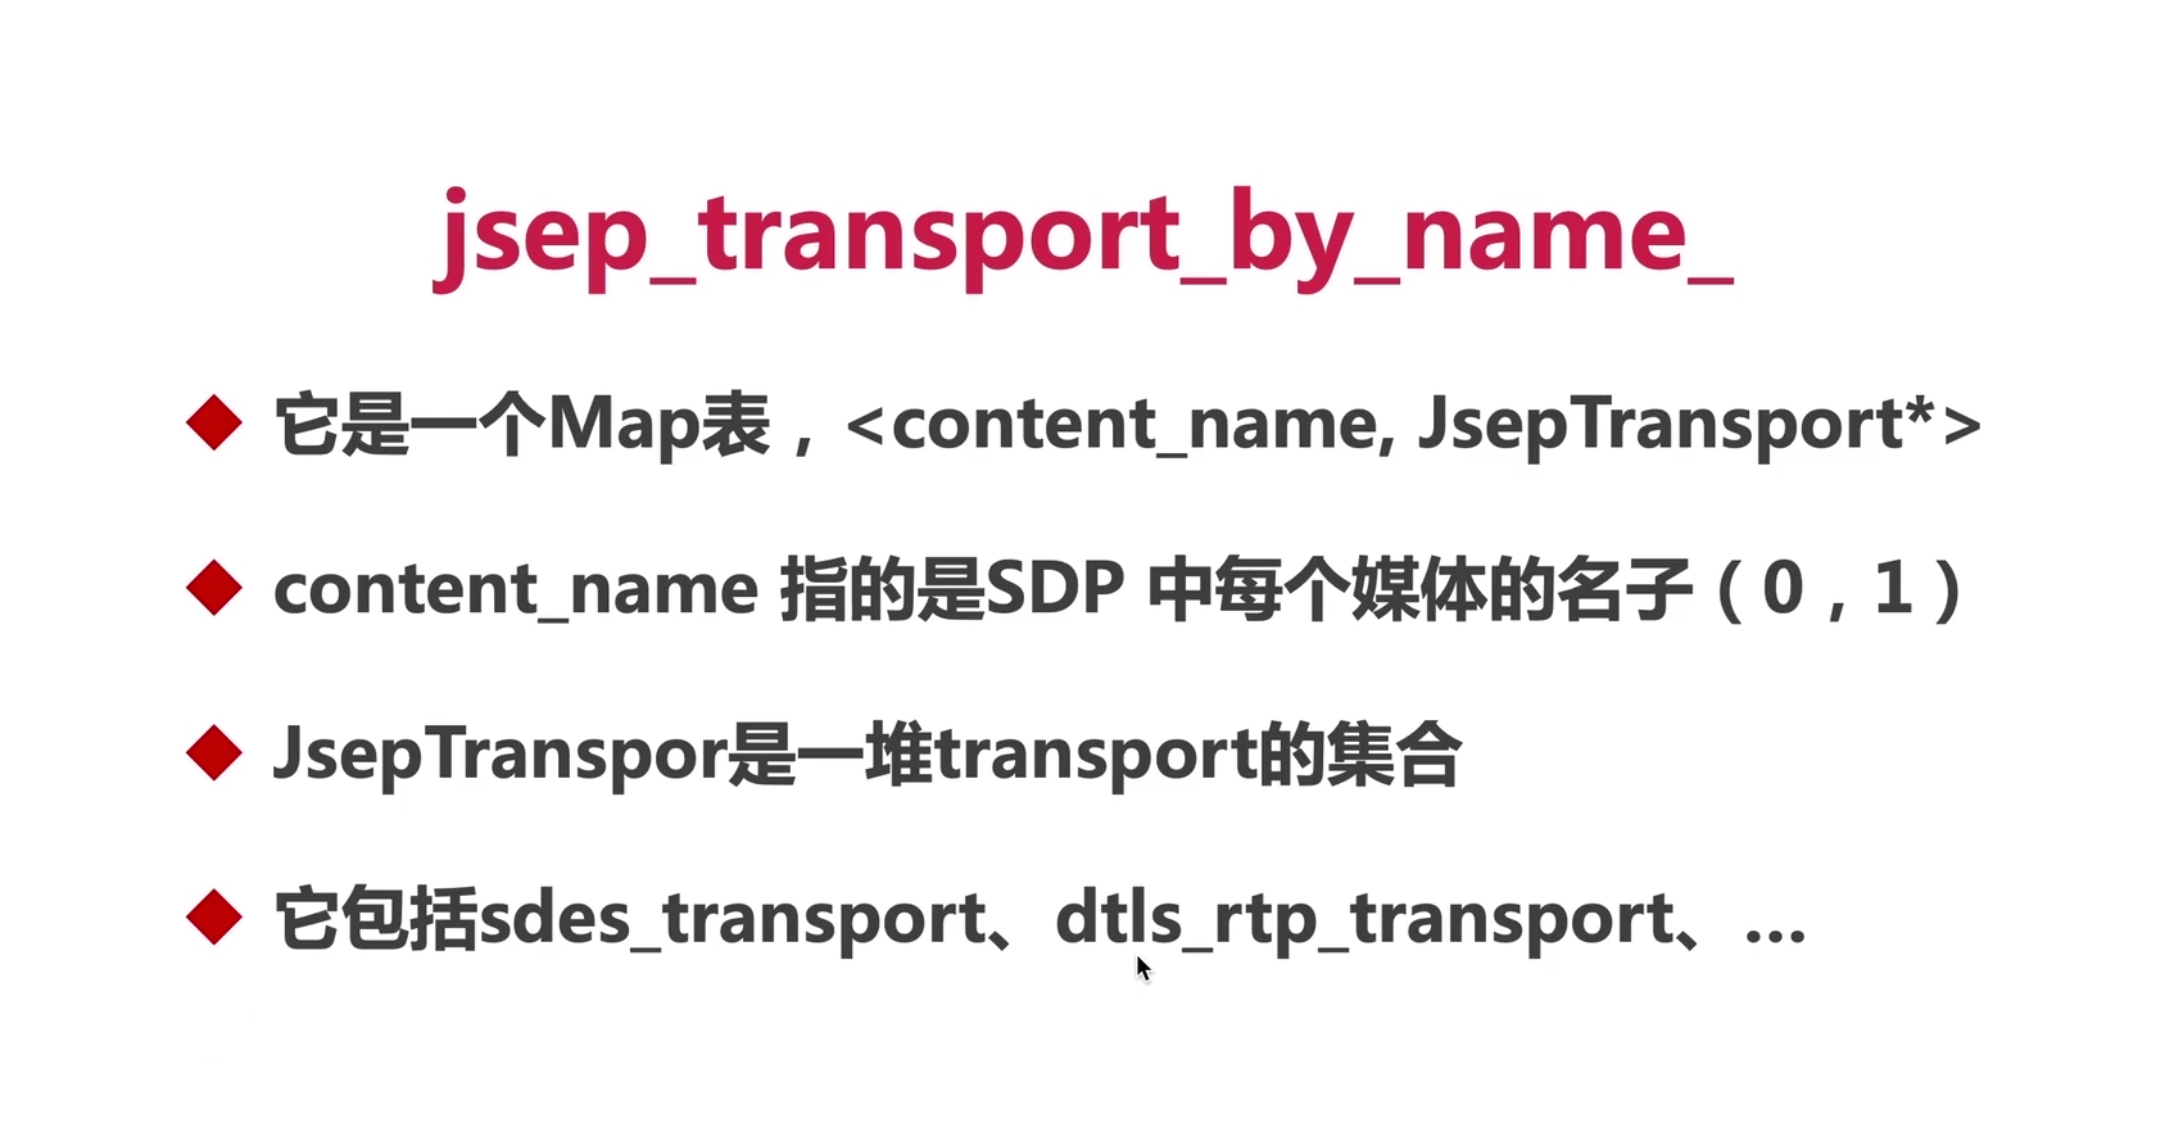 jsep_transport_by_name_
它是一个Map表，<content_name, JsepTransport*>
content_name 指的是SDP 中每个媒体的名子（0，1）
JsepTranspor是一堆transport的集合
它包括sdes_transport、dtls_rtp_transport、...